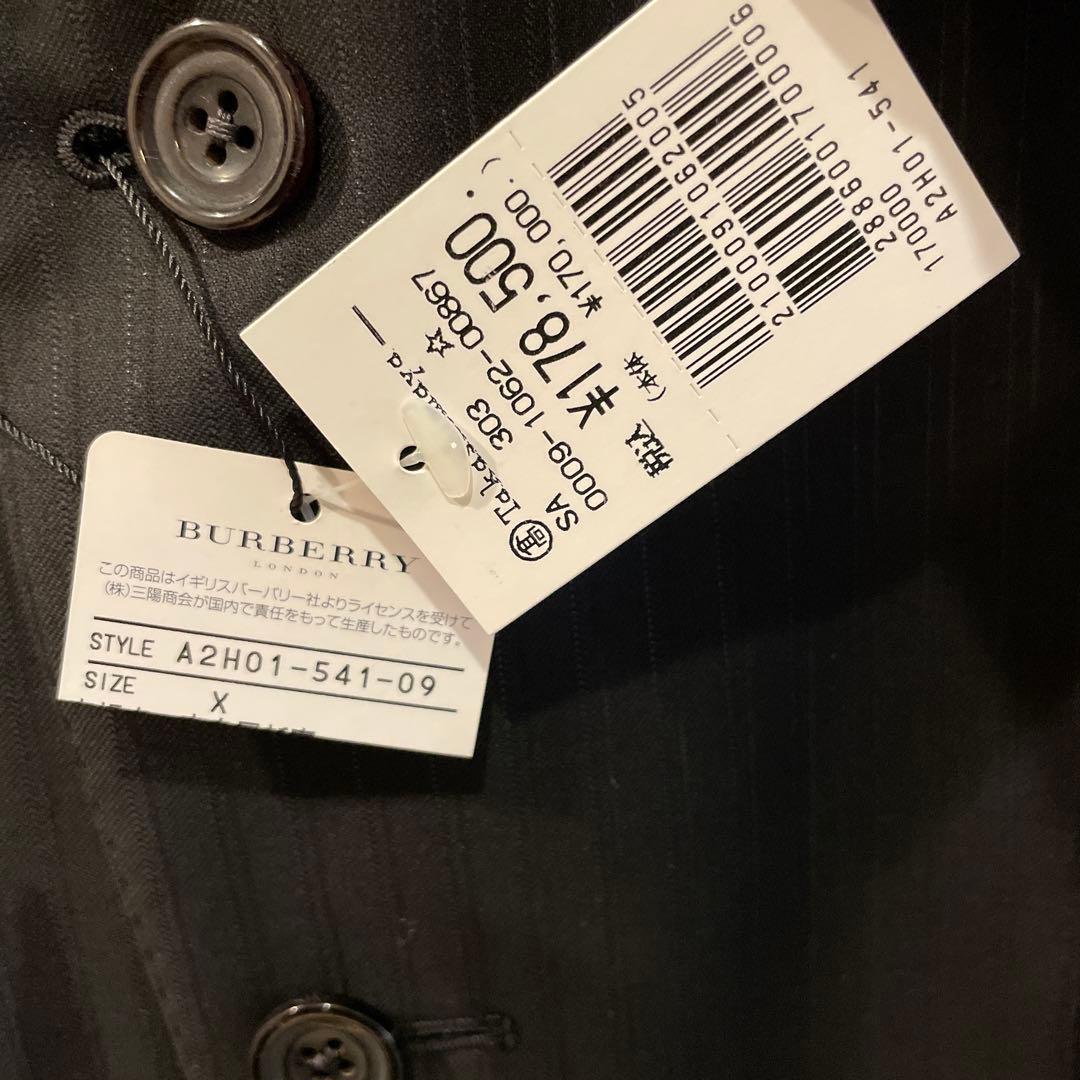 BURBERRY
LONDON
この商品はイギリスバーバリー社よりライセンスを受けて
(株)三陽商会が国内で責任をもって生産したものです。
STYLE A2H01-541-09
SIZE X
高 Takashimaya
SA 303 ☆
0009-1062-00867
税込 ¥178,500.
(本体 ¥170,000.)
2100091062005
2886001700006
170000
A2H01-541